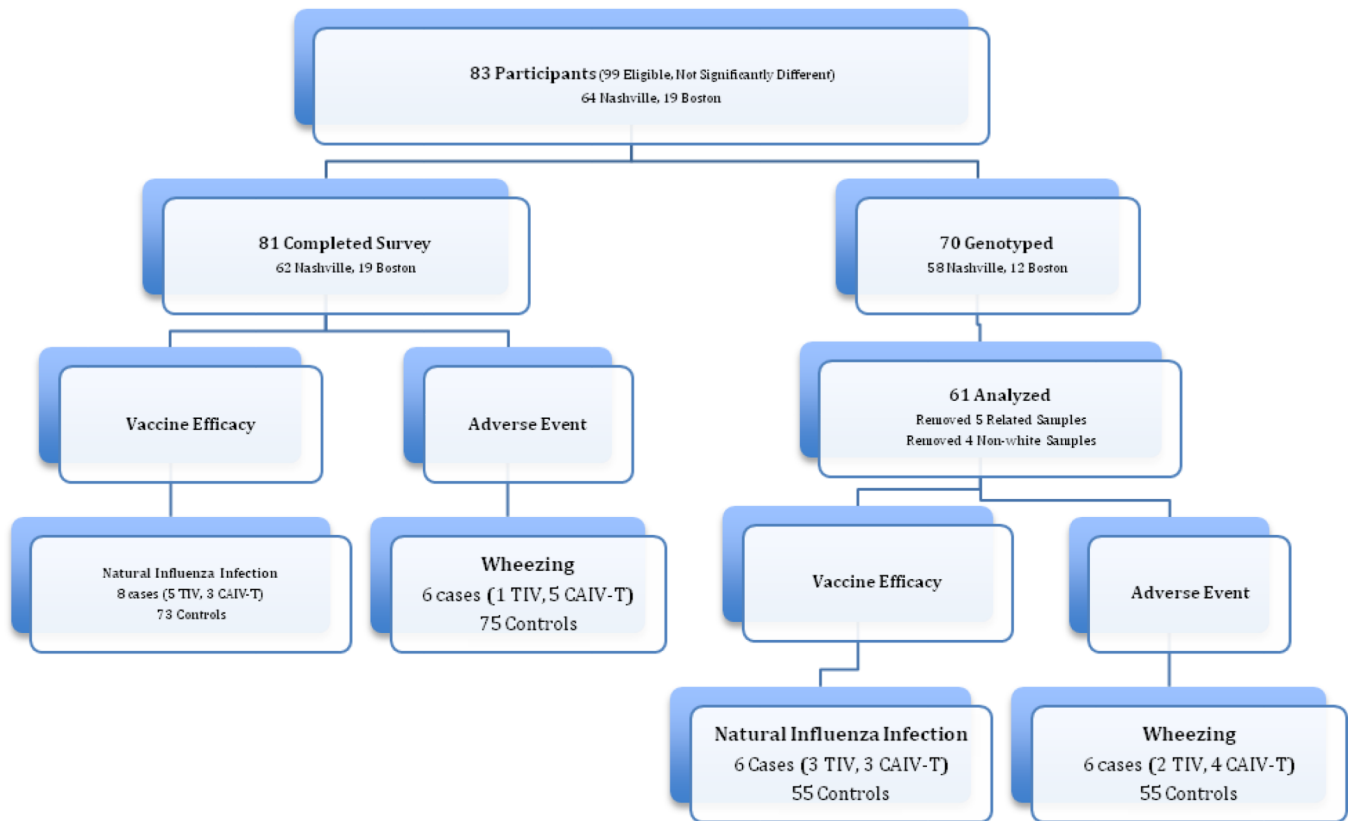 83 Participants (99 Eligible, Not Significantly Different)
64 Nashville, 19 Boston
81 Completed Survey
62 Nashville, 19 Boston
70 Genotyped
58 Nashville, 12 Boston
Vaccine Efficacy
Adverse Event
61 Analyzed
Removed 5 Related Samples
Removed 4 Non-white Samples
Natural Influenza Infection
8 cases (5 TIV, 3 CAIV-T)
73 Controls
Wheezing
6 cases (1 TIV, 5 CAIV-T)
75 Controls
Vaccine Efficacy
Adverse Event
Natural Influenza Infection
6 Cases (3 TIV, 3 CAIV-T)
55 Controls
Wheezing
6 cases (2 TIV, 4 CAIV-T)
55 Controls